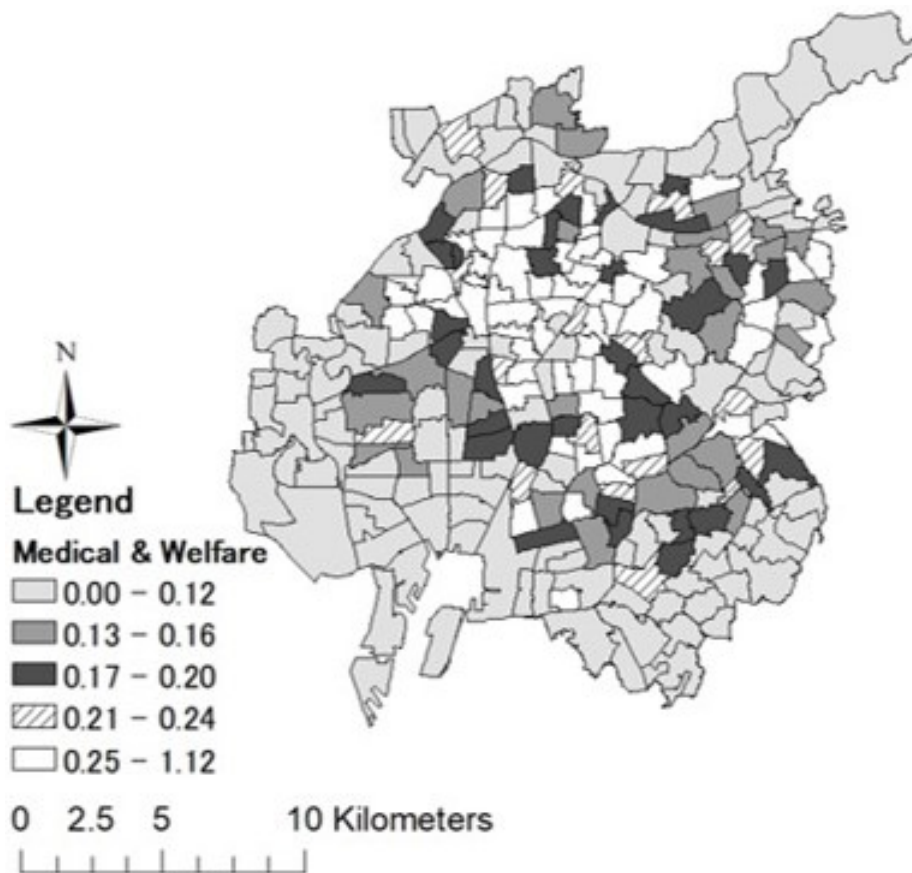 N
Legend
Medical & Welfare
0.00 - 0.12
0.13 - 0.16
0.17 - 0.20
0.21 - 0.24
0.25 - 1.12
0 2.5 5 10 Kilometers